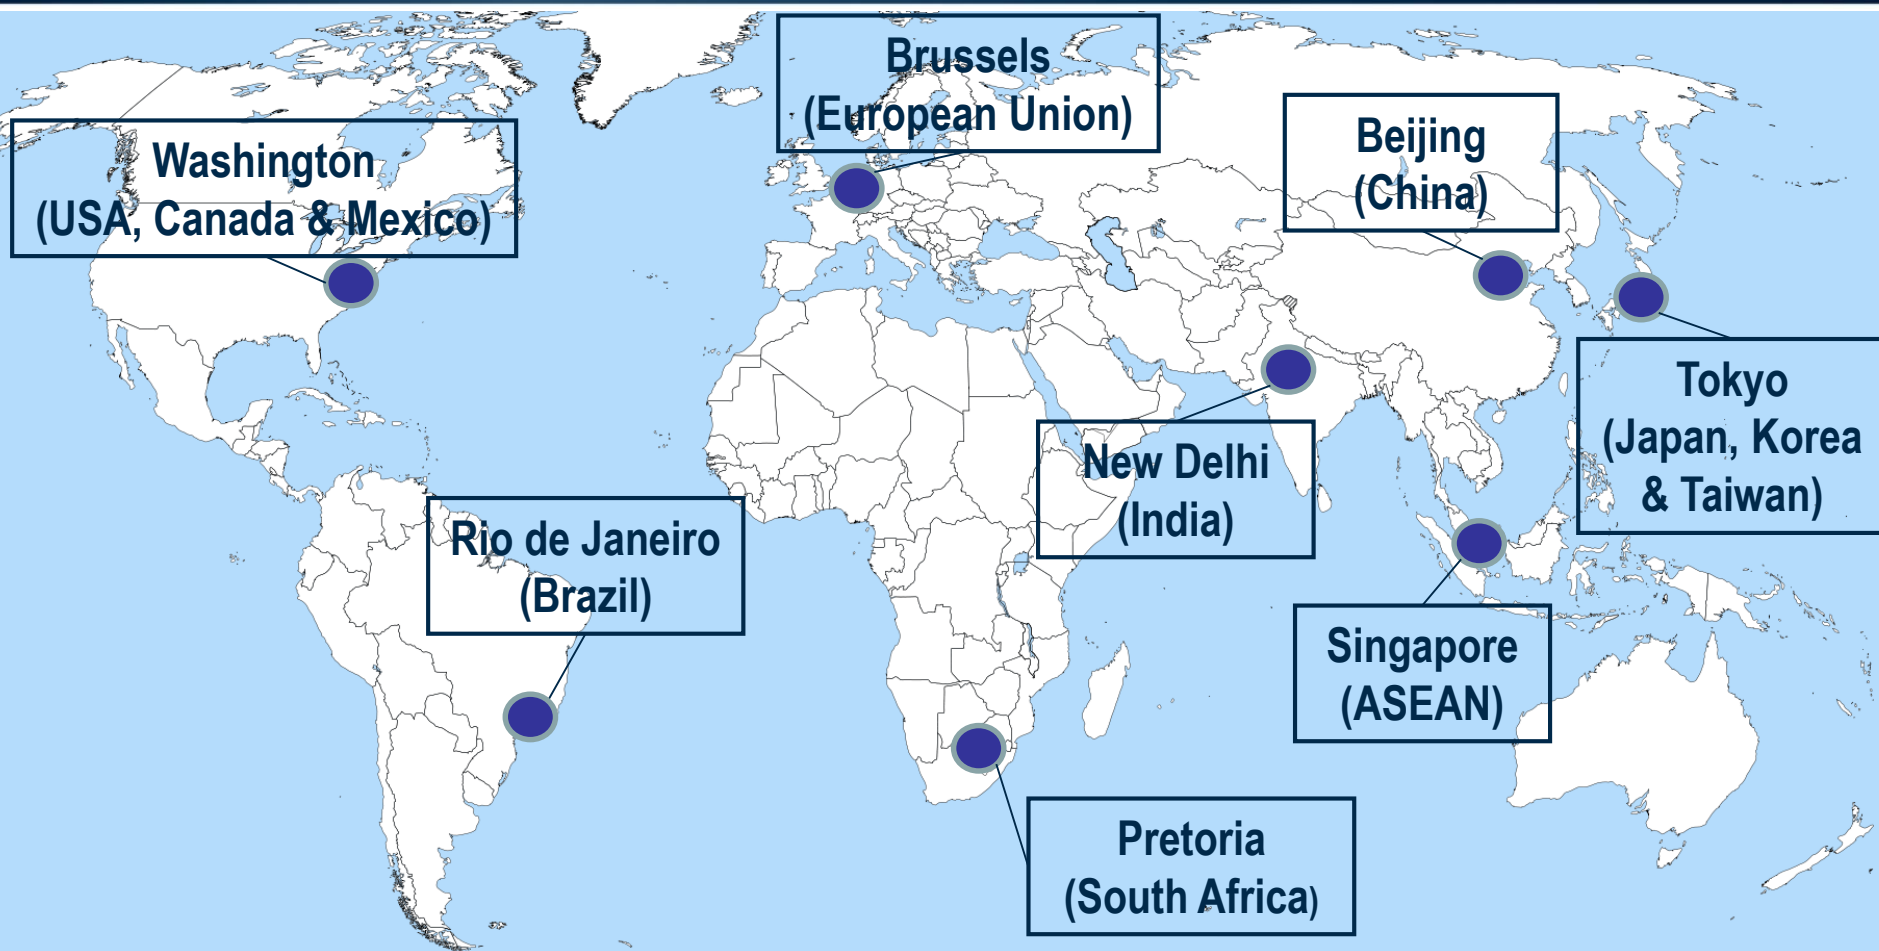 Brussels
(European Union)
Washington
(USA, Canada & Mexico)
Beijing
(China)
Tokyo
(Japan, Korea
& Taiwan)
New Delhi
(India)
Rio de Janeiro
(Brazil)
Singapore
(ASEAN)
Pretoria
(South Africa)